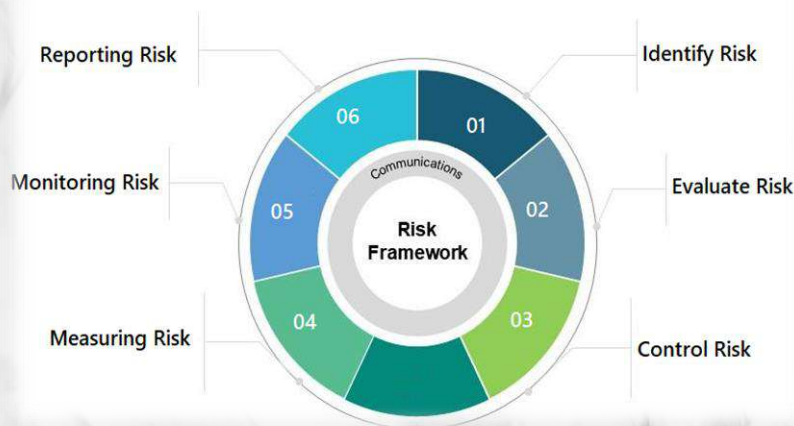 Reporting Risk
Identify Risk
06
01
Communications
Monitoring Risk
Evaluate Risk
05
02
Risk
Framework
04
03
Measuring Risk
Control Risk